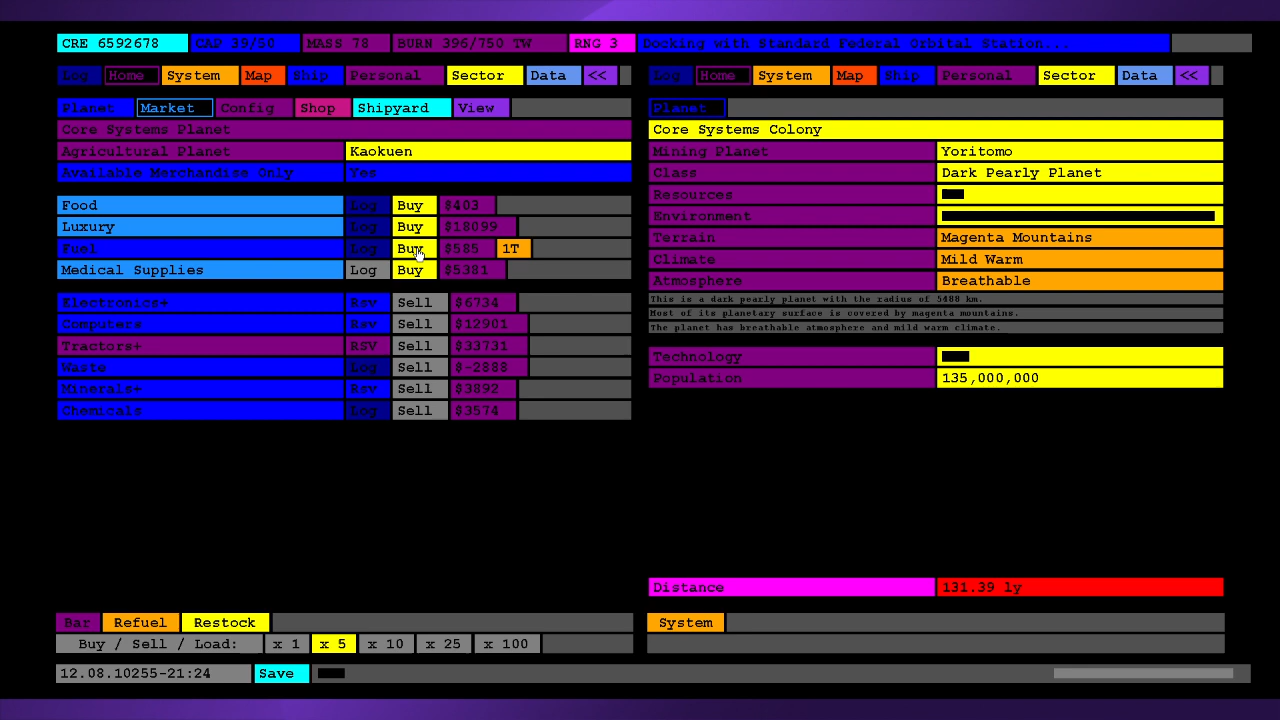 CRE 6592678 CAP 39/50 MASS 78 BURN 396/750 TW RNG 3 Docking with Standard Federal Orbital Station...
Log Home System Map Ship Personal Sector Data <<
Log Home System Map Ship Personal Sector Data <<
Planet Market Config Shop Shipyard View
Core Systems Planet
Agricultural Planet Kaokuen
Available Merchandise Only Yes
Food Log Buy $403
Luxury Log Buy $18099
Fuel Log Buy $585 1T
Medical Supplies Log Buy $5381
Electronics+ Rsv Sell $6734
Computers Rsv Sell $12901
Tractors+ RSV Sell $33731
Waste Log Sell $-2888
Minerals+ Rsv Sell $3892
Chemicals Log Sell $3574
Bar Refuel Restock
Buy / Sell / Load: x 1 x 5 x 10 x 25 x 100
Planet
Core Systems Colony
Mining Planet Yoritomo
Class Dark Pearly Planet
Resources
Environment
Terrain Magenta Mountains
Climate Mild Warm
Atmosphere Breathable
This is a dark pearly planet with the radius of 5488 km.
Most of its planetary surface is covered by magenta mountains.
The planet has breathable atmosphere and mild warm climate.
Technology
Population 135,000,000
Distance 131.39 ly
System
12.08.10255-21:24 Save